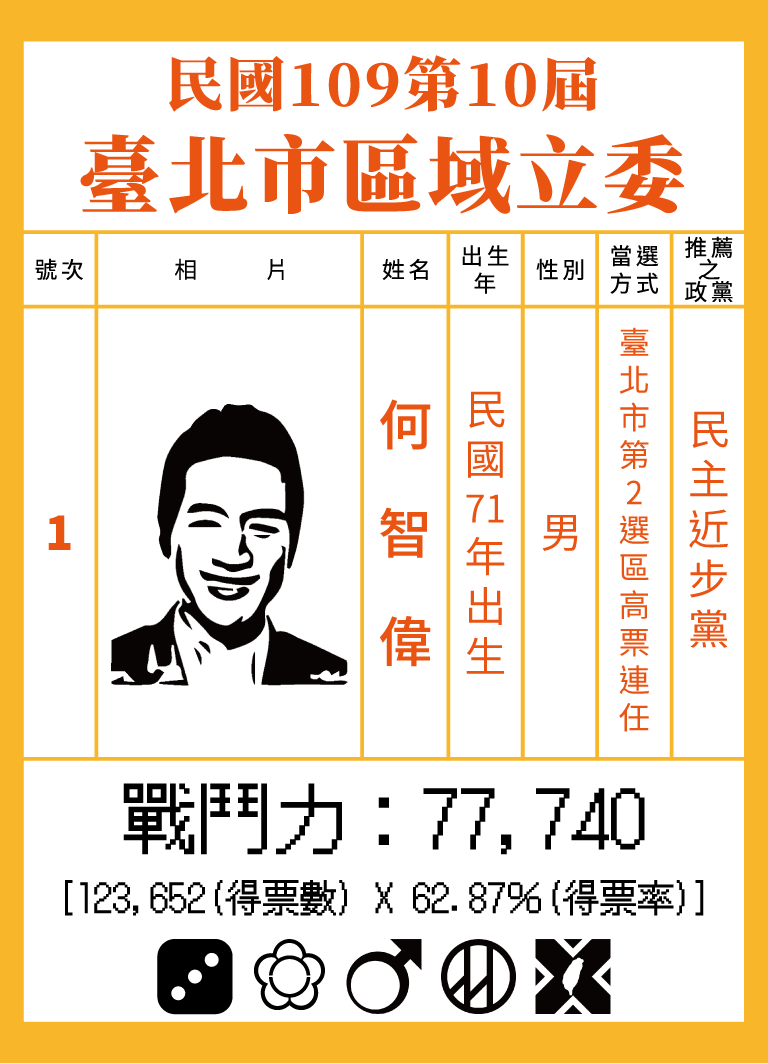 民國109第10屆
臺北市區域立委
號次
相 片
姓名
出生
年
性別
當選
方式
推薦
之
政黨
1
何智偉
民國71年出生
男
臺北市第2選區高票連任
民主近步黨
戰鬥力：77,740
[123,652(得票數) X 62.87%(得票率)]